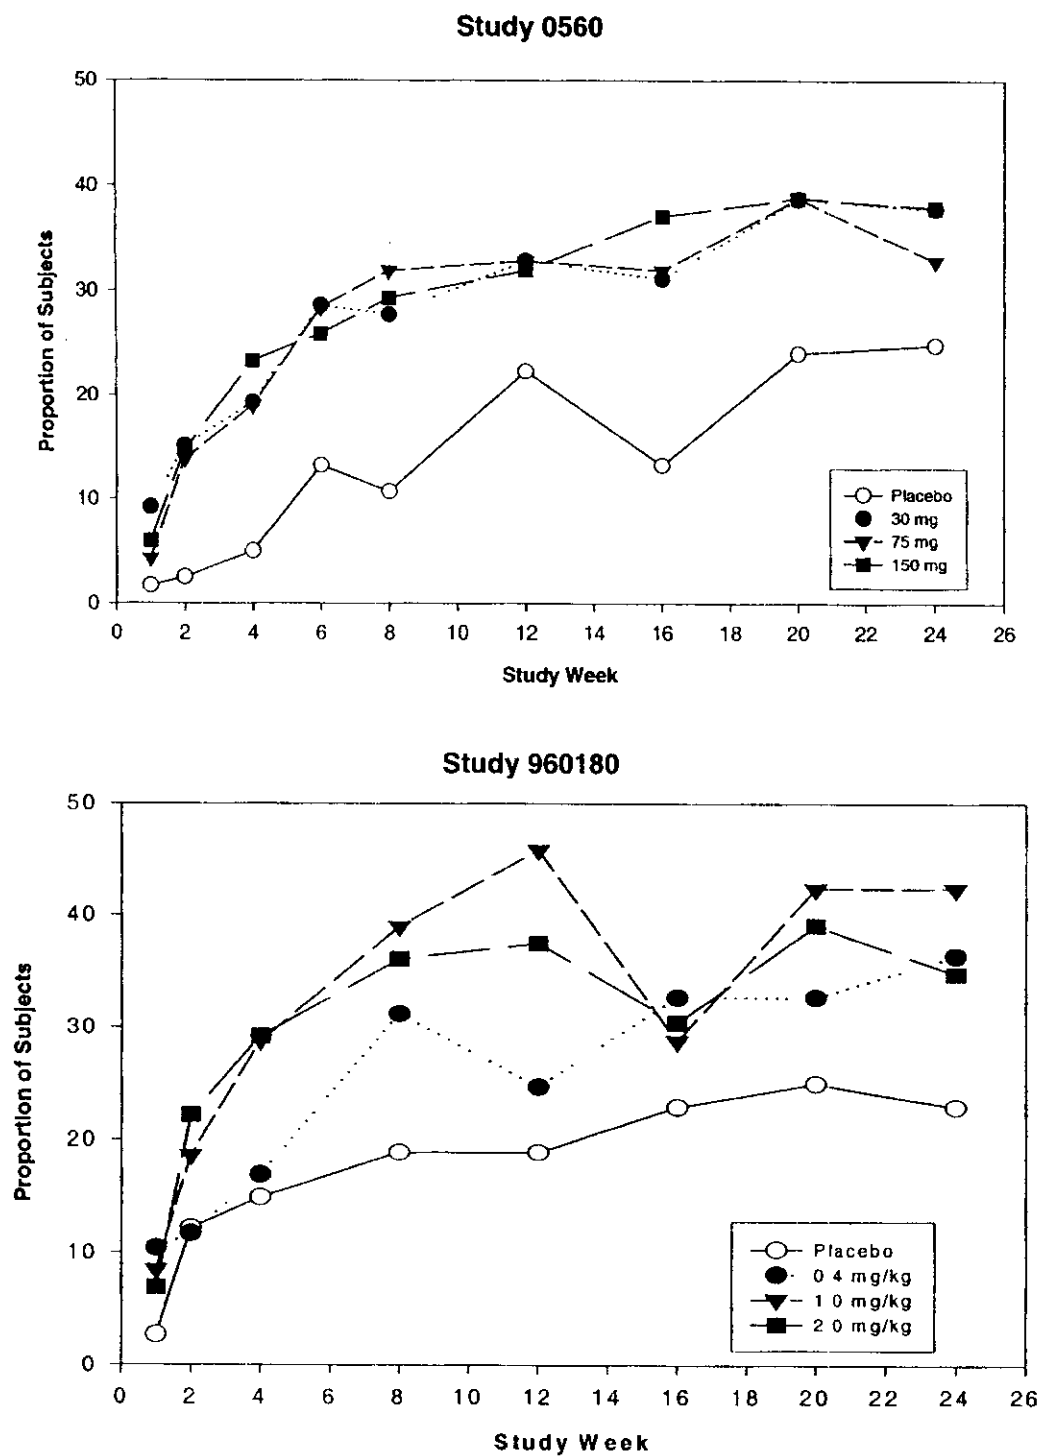 Study 0560
50
40
30
20
10
0
Proportion of Subjects
Placebo
30 mg
75 mg
150 mg
0 2 4 6 8 10 12 14 16 18 20 22 24 26
Study Week
Study 960180
50
40
30
20
10
0
Proportion of Subjects
Placebo
0 4 mg/kg
1 0 mg/kg
2 0 mg/kg
0 2 4 6 8 10 12 14 16 18 20 22 24 26
Study Week